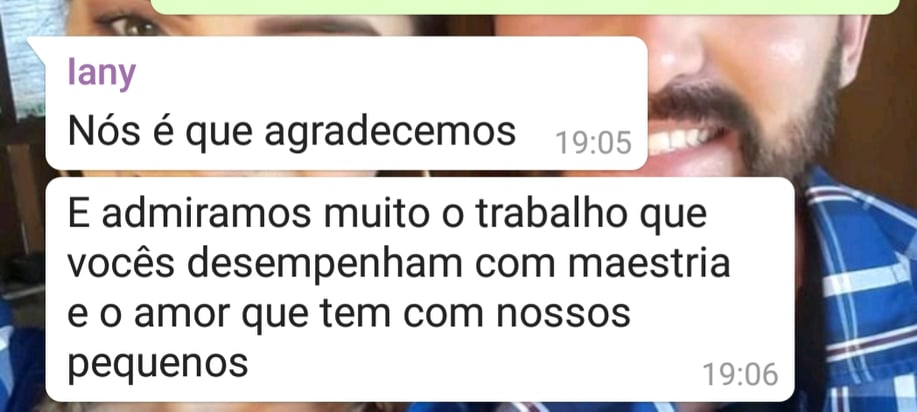 Iany
Nós é que agradecemos 19:05
E admiramos muito o trabalho que
vocês desempenham com maestria
e o amor que tem com nossos
pequenos 19:06